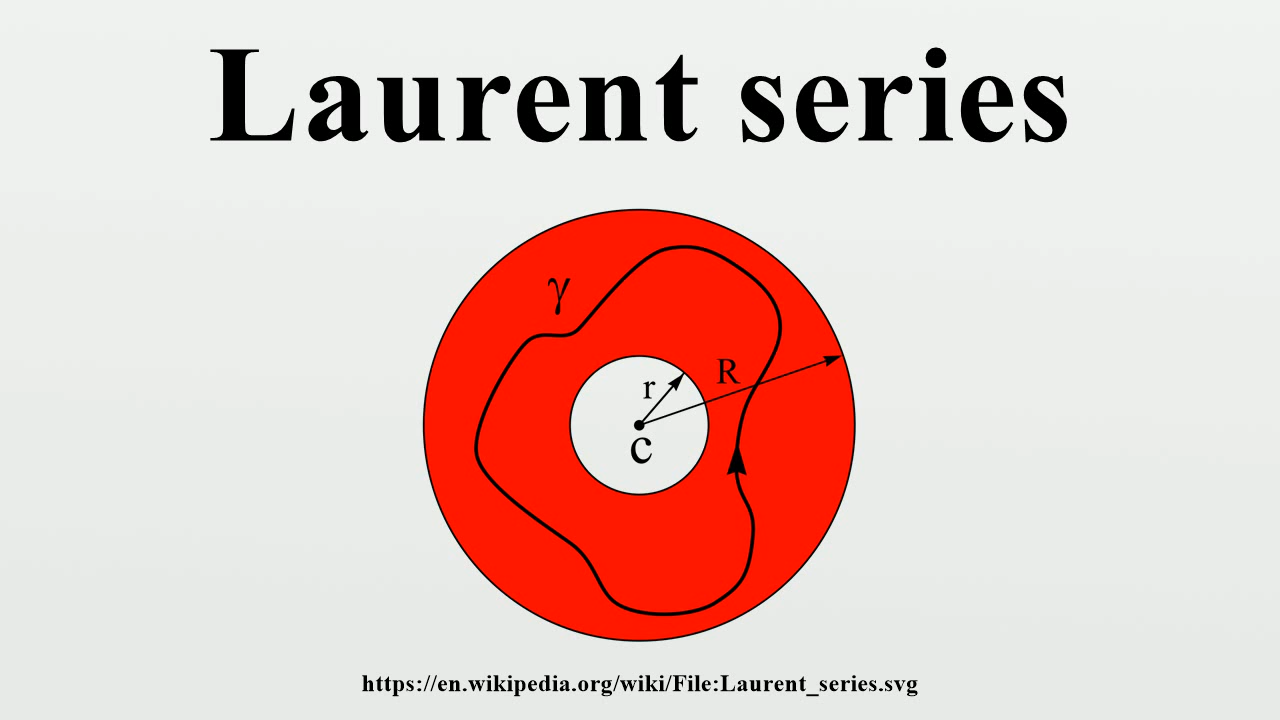 Laurent series
γ
R
r
c
https://en.wikipedia.org/wiki/File:Laurent_series.svg